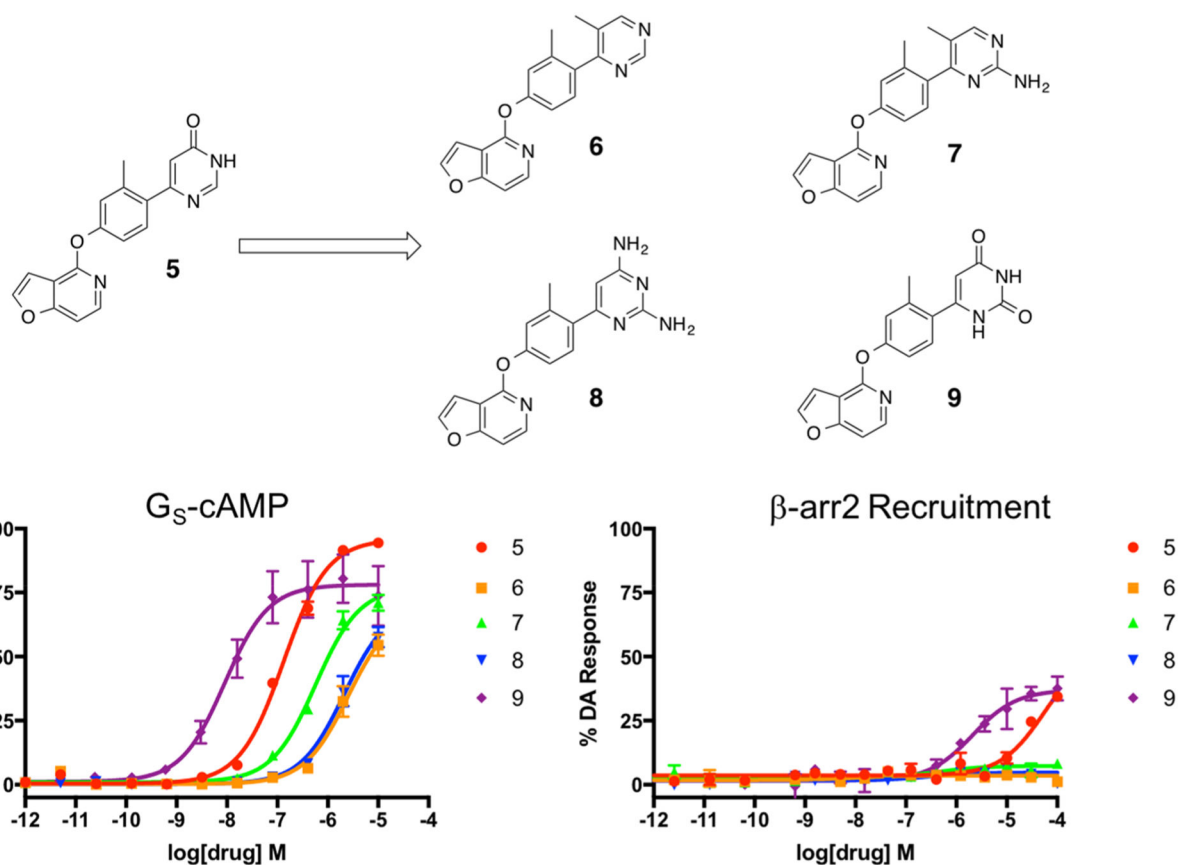 N
N
O
O
N
6
N
N
NH₂
O
O
N
7
O
NH
N
O
O
N
5
NH₂
N
N
NH₂
O
O
N
8
O
NH
N
H
O
O
O
N
9
G_S-cAMP
00
75
50
25
0
-12 -11 -10 -9 -8 -7 -6 -5 -4
log[drug] M
5
6
7
8
9
β-arr2 Recruitment
% DA Response
100
75
50
25
0
-12 -11 -10 -9 -8 -7 -6 -5 -4
log[drug] M
5
6
7
8
9